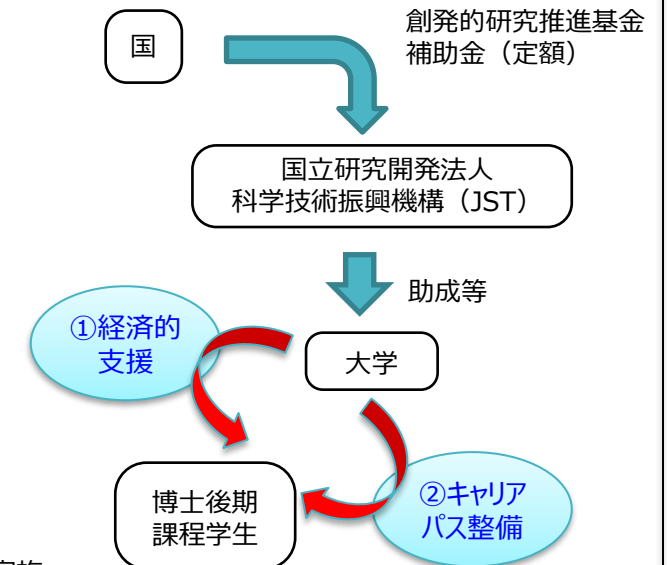 国
創発的研究推進基金
補助金（定額）
国立研究開発法人
科学技術振興機構（JST）
助成等
①経済的
支援
大学
博士後期
課程学生
②キャリア
パス整備